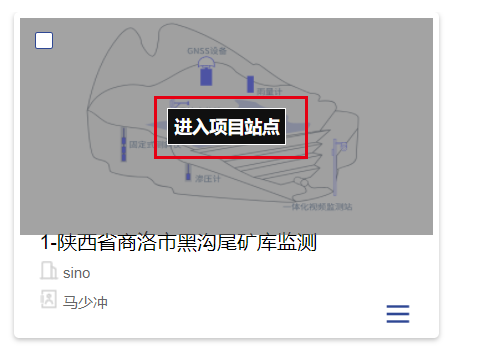 GNSS设备
雨量计
进入项目站点
固定式测
渗压计
一体化视频监测站
1-陕西省商洛市黑沟尾矿库监测
sino
马少冲